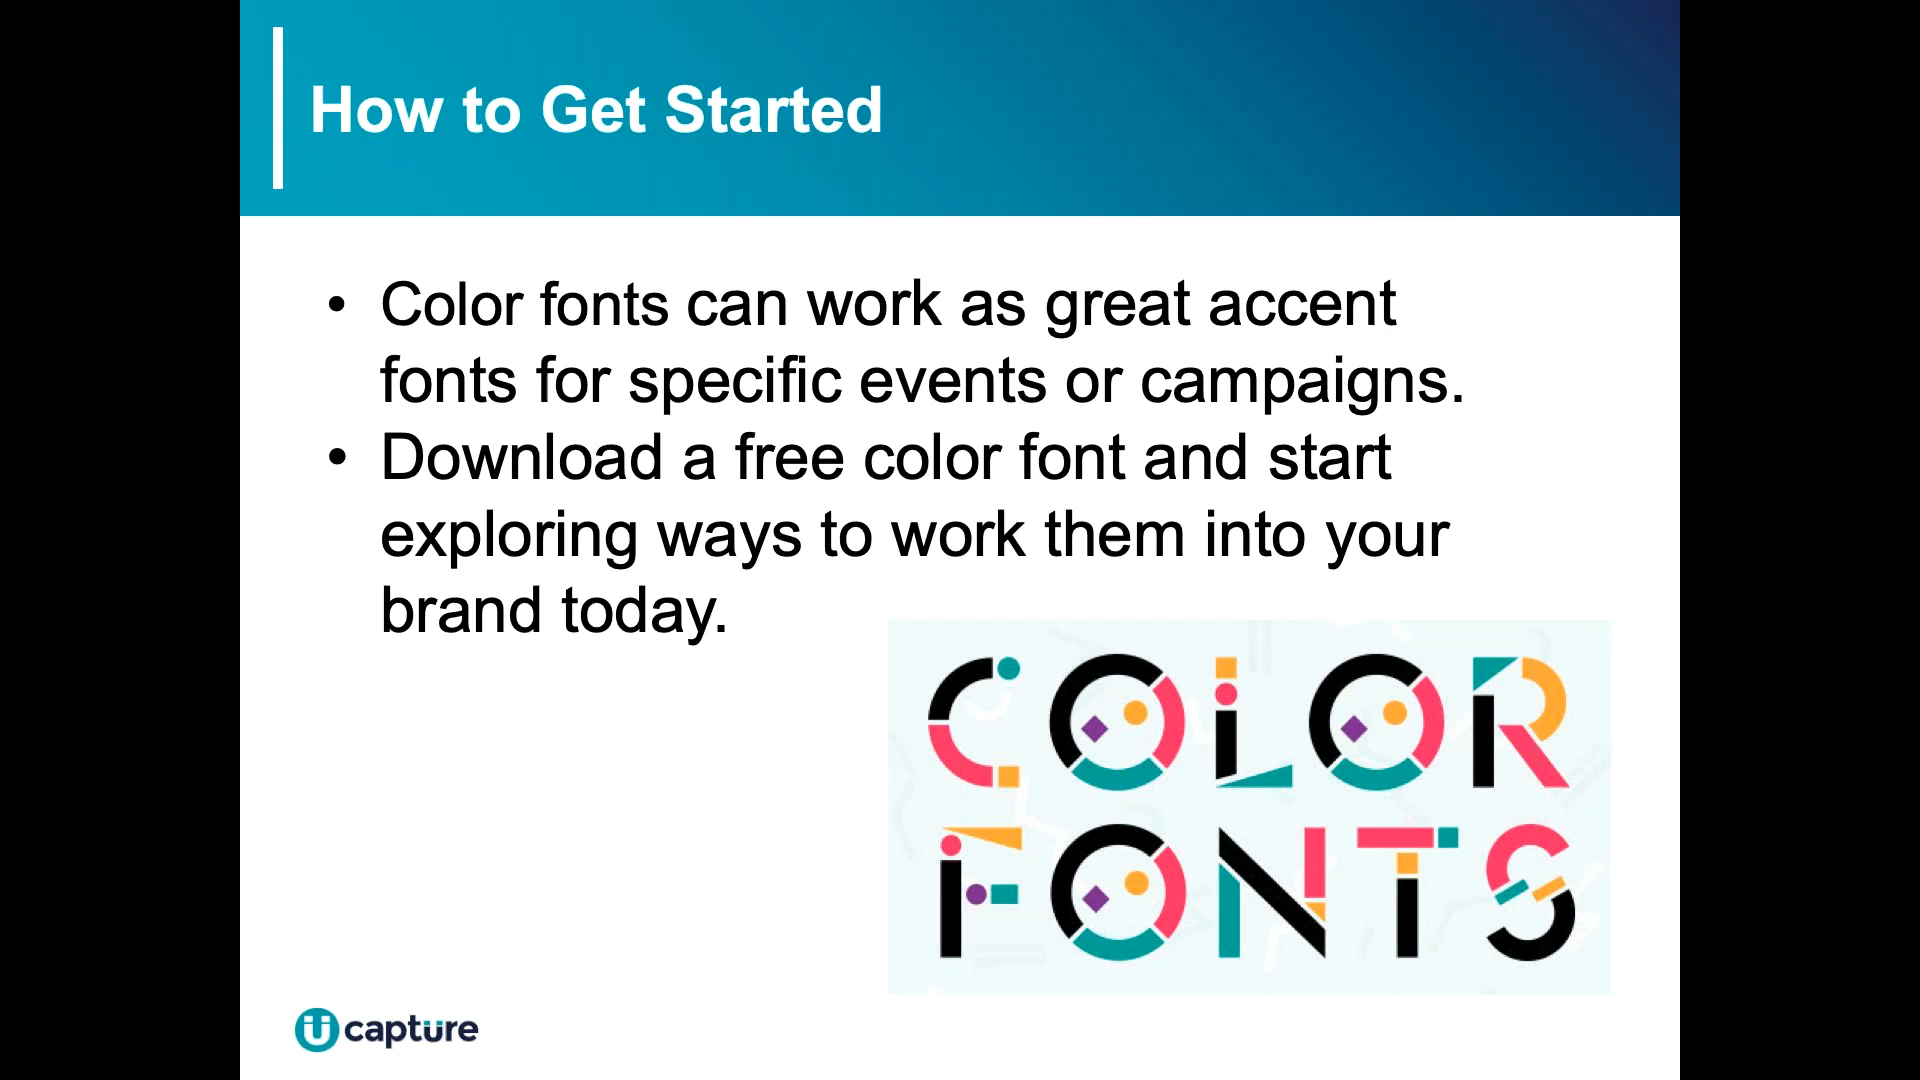 How to Get Started
• Color fonts can work as great accent
fonts for specific events or campaigns.
• Download a free color font and start
exploring ways to work them into your
brand today.
COLOR
FONTS
Ü captüre